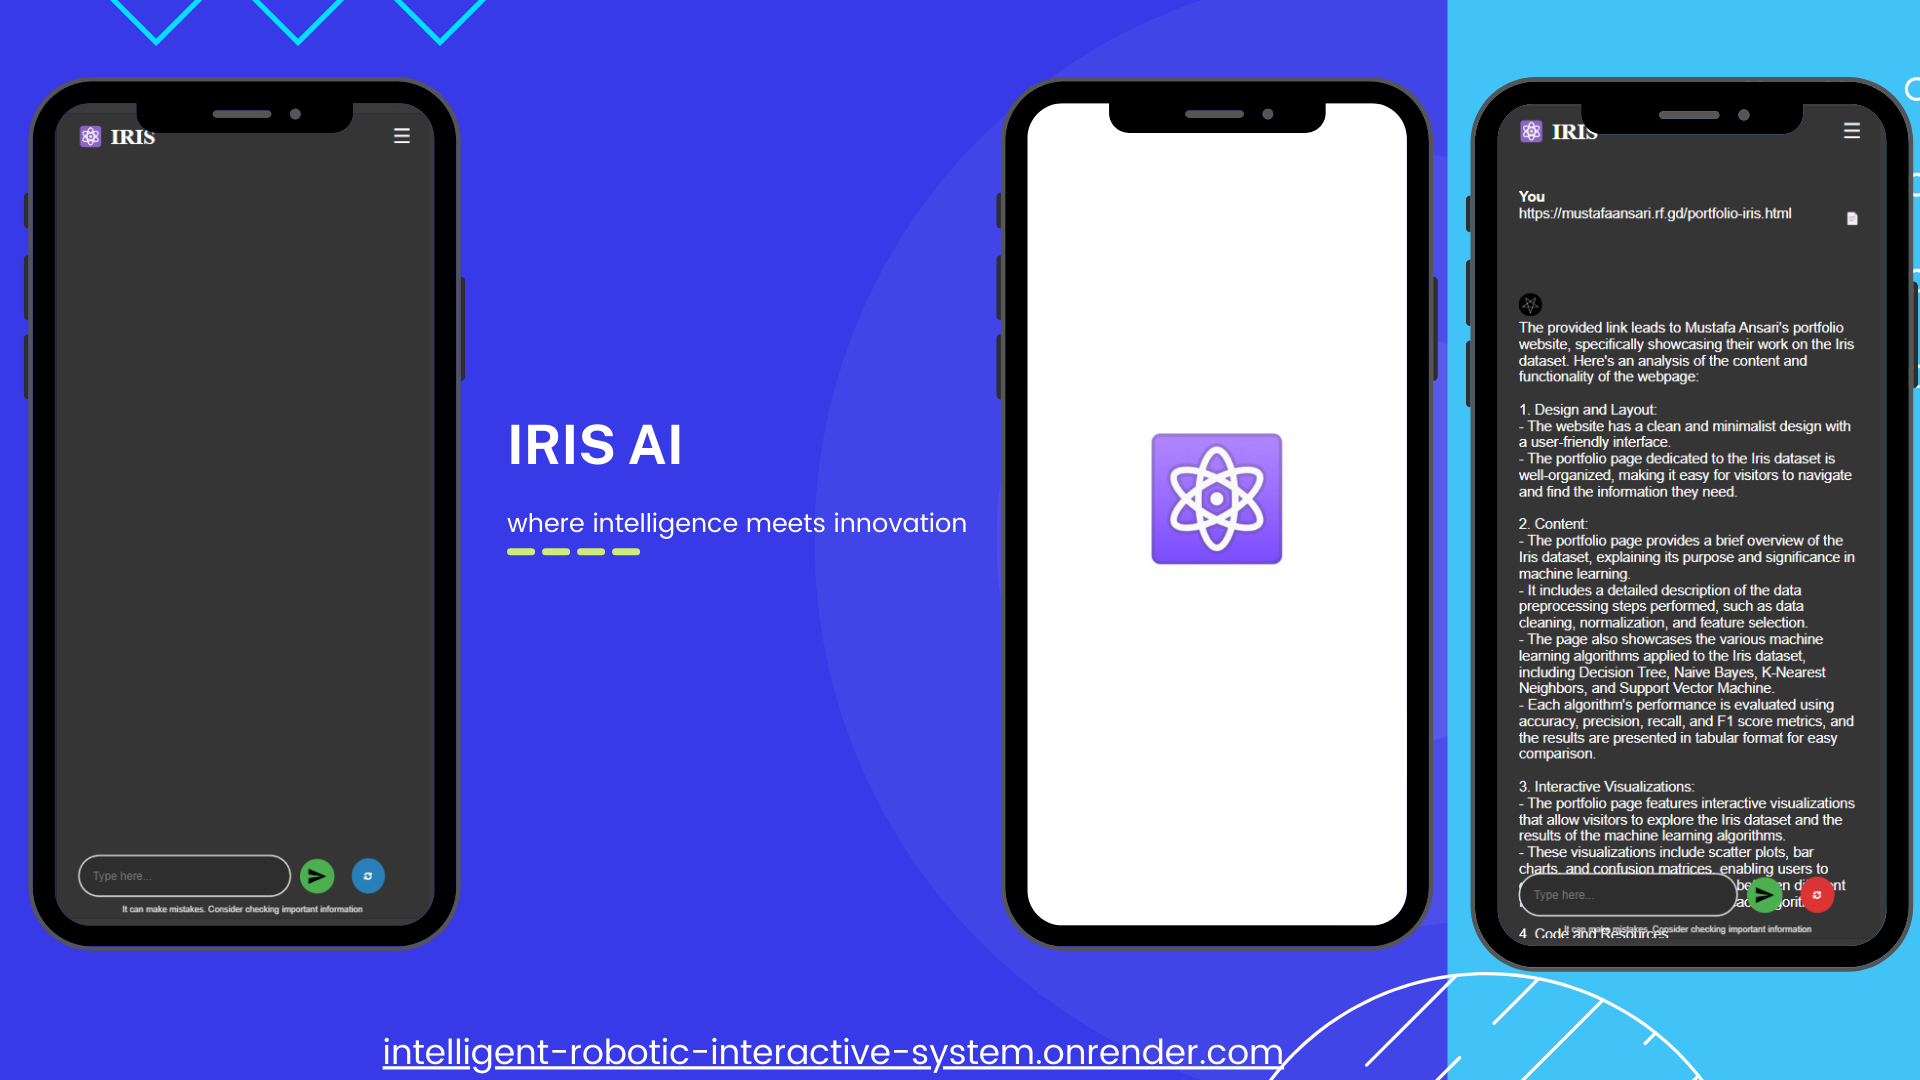 IRIS
Type here...
It can make mistakes. Consider checking important information
IRIS AI
where intelligence meets innovation
IRIS
You
https://mustafaansari.rf.gd/portfolio-iris.html
The provided link leads to Mustafa Ansari's portfolio
website, specifically showcasing their work on the Iris
dataset. Here's an analysis of the content and
functionality of the webpage:
1. Design and Layout:
- The website has a clean and minimalist design with
a user-friendly interface.
- The portfolio page dedicated to the Iris dataset is
well-organized, making it easy for visitors to navigate
and find the information they need.
2. Content:
- The portfolio page provides a brief overview of the
Iris dataset, explaining its purpose and significance in
machine learning.
- It includes a detailed description of the data
preprocessing steps performed, such as data
cleaning, normalization, and feature selection.
- The page also showcases the various machine
learning algorithms applied to the Iris dataset,
including Decision Tree, Naive Bayes, K-Nearest
Neighbors, and Support Vector Machine.
- Each algorithm's performance is evaluated using
accuracy, precision, recall, and F1 score metrics, and
the results are presented in tabular format for easy
comparison.
3. Interactive Visualizations:
- The portfolio page features interactive visualizations
that allow visitors to explore the Iris dataset and the
results of the machine learning algorithms.
- These visualizations include scatter plots, bar
charts, and confusion matrices, enabling users to
Type here...
4. Code and Resources
It can make mistakes. Consider checking important information
intelligent-robotic-interactive-system.onrender.com